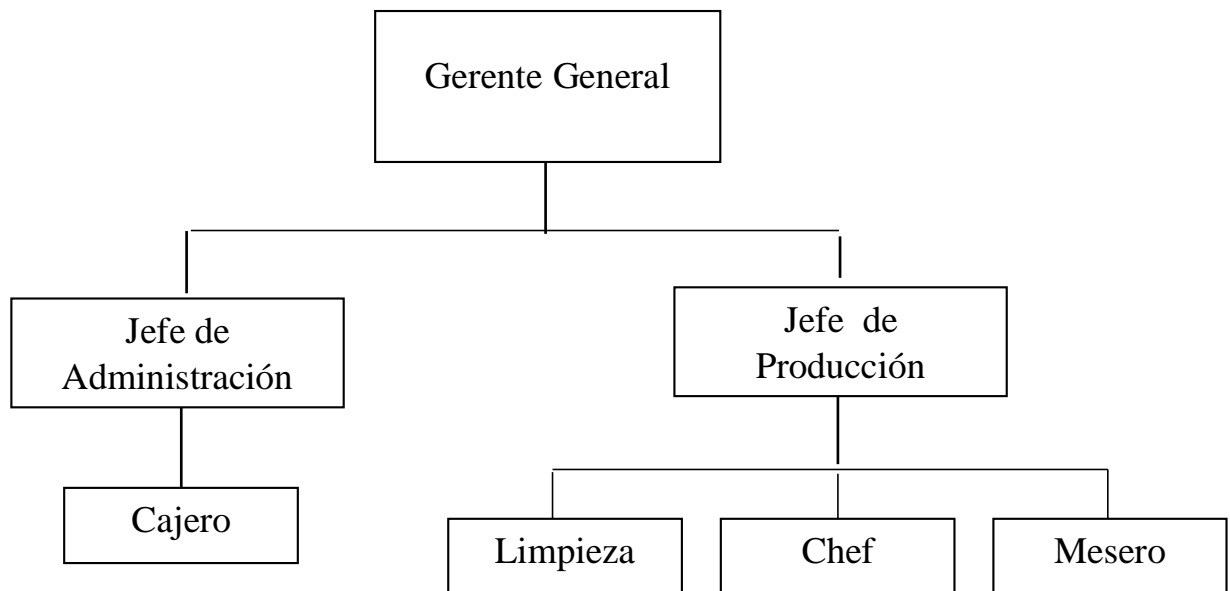 Gerente General
Jefe de
Administración
Jefe  de
Producción
Cajero
Limpieza
Chef
Mesero